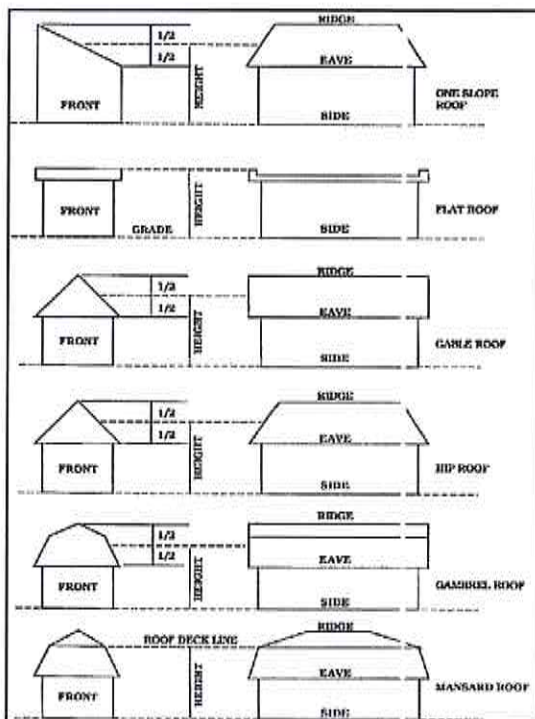 RIDGE
1/2
1/2
HEIGHT
EAVE
FRONT
SIDE
ONE SLOPE
ROOF
FRONT
HEIGHT
GRADE
SIDE
FLAT ROOF
RIDGE
1/2
1/2
HEIGHT
EAVE
FRONT
SIDE
GABLE ROOF
RIDGE
1/2
1/2
HEIGHT
EAVE
FRONT
SIDE
HIP ROOF
RIDGE
1/2
1/2
HEIGHT
EAVE
FRONT
SIDE
GAMBREL ROOF
RIDGE
ROOF DECK LINE
HEIGHT
EAVE
FRONT
SIDE
MANSARD ROOF